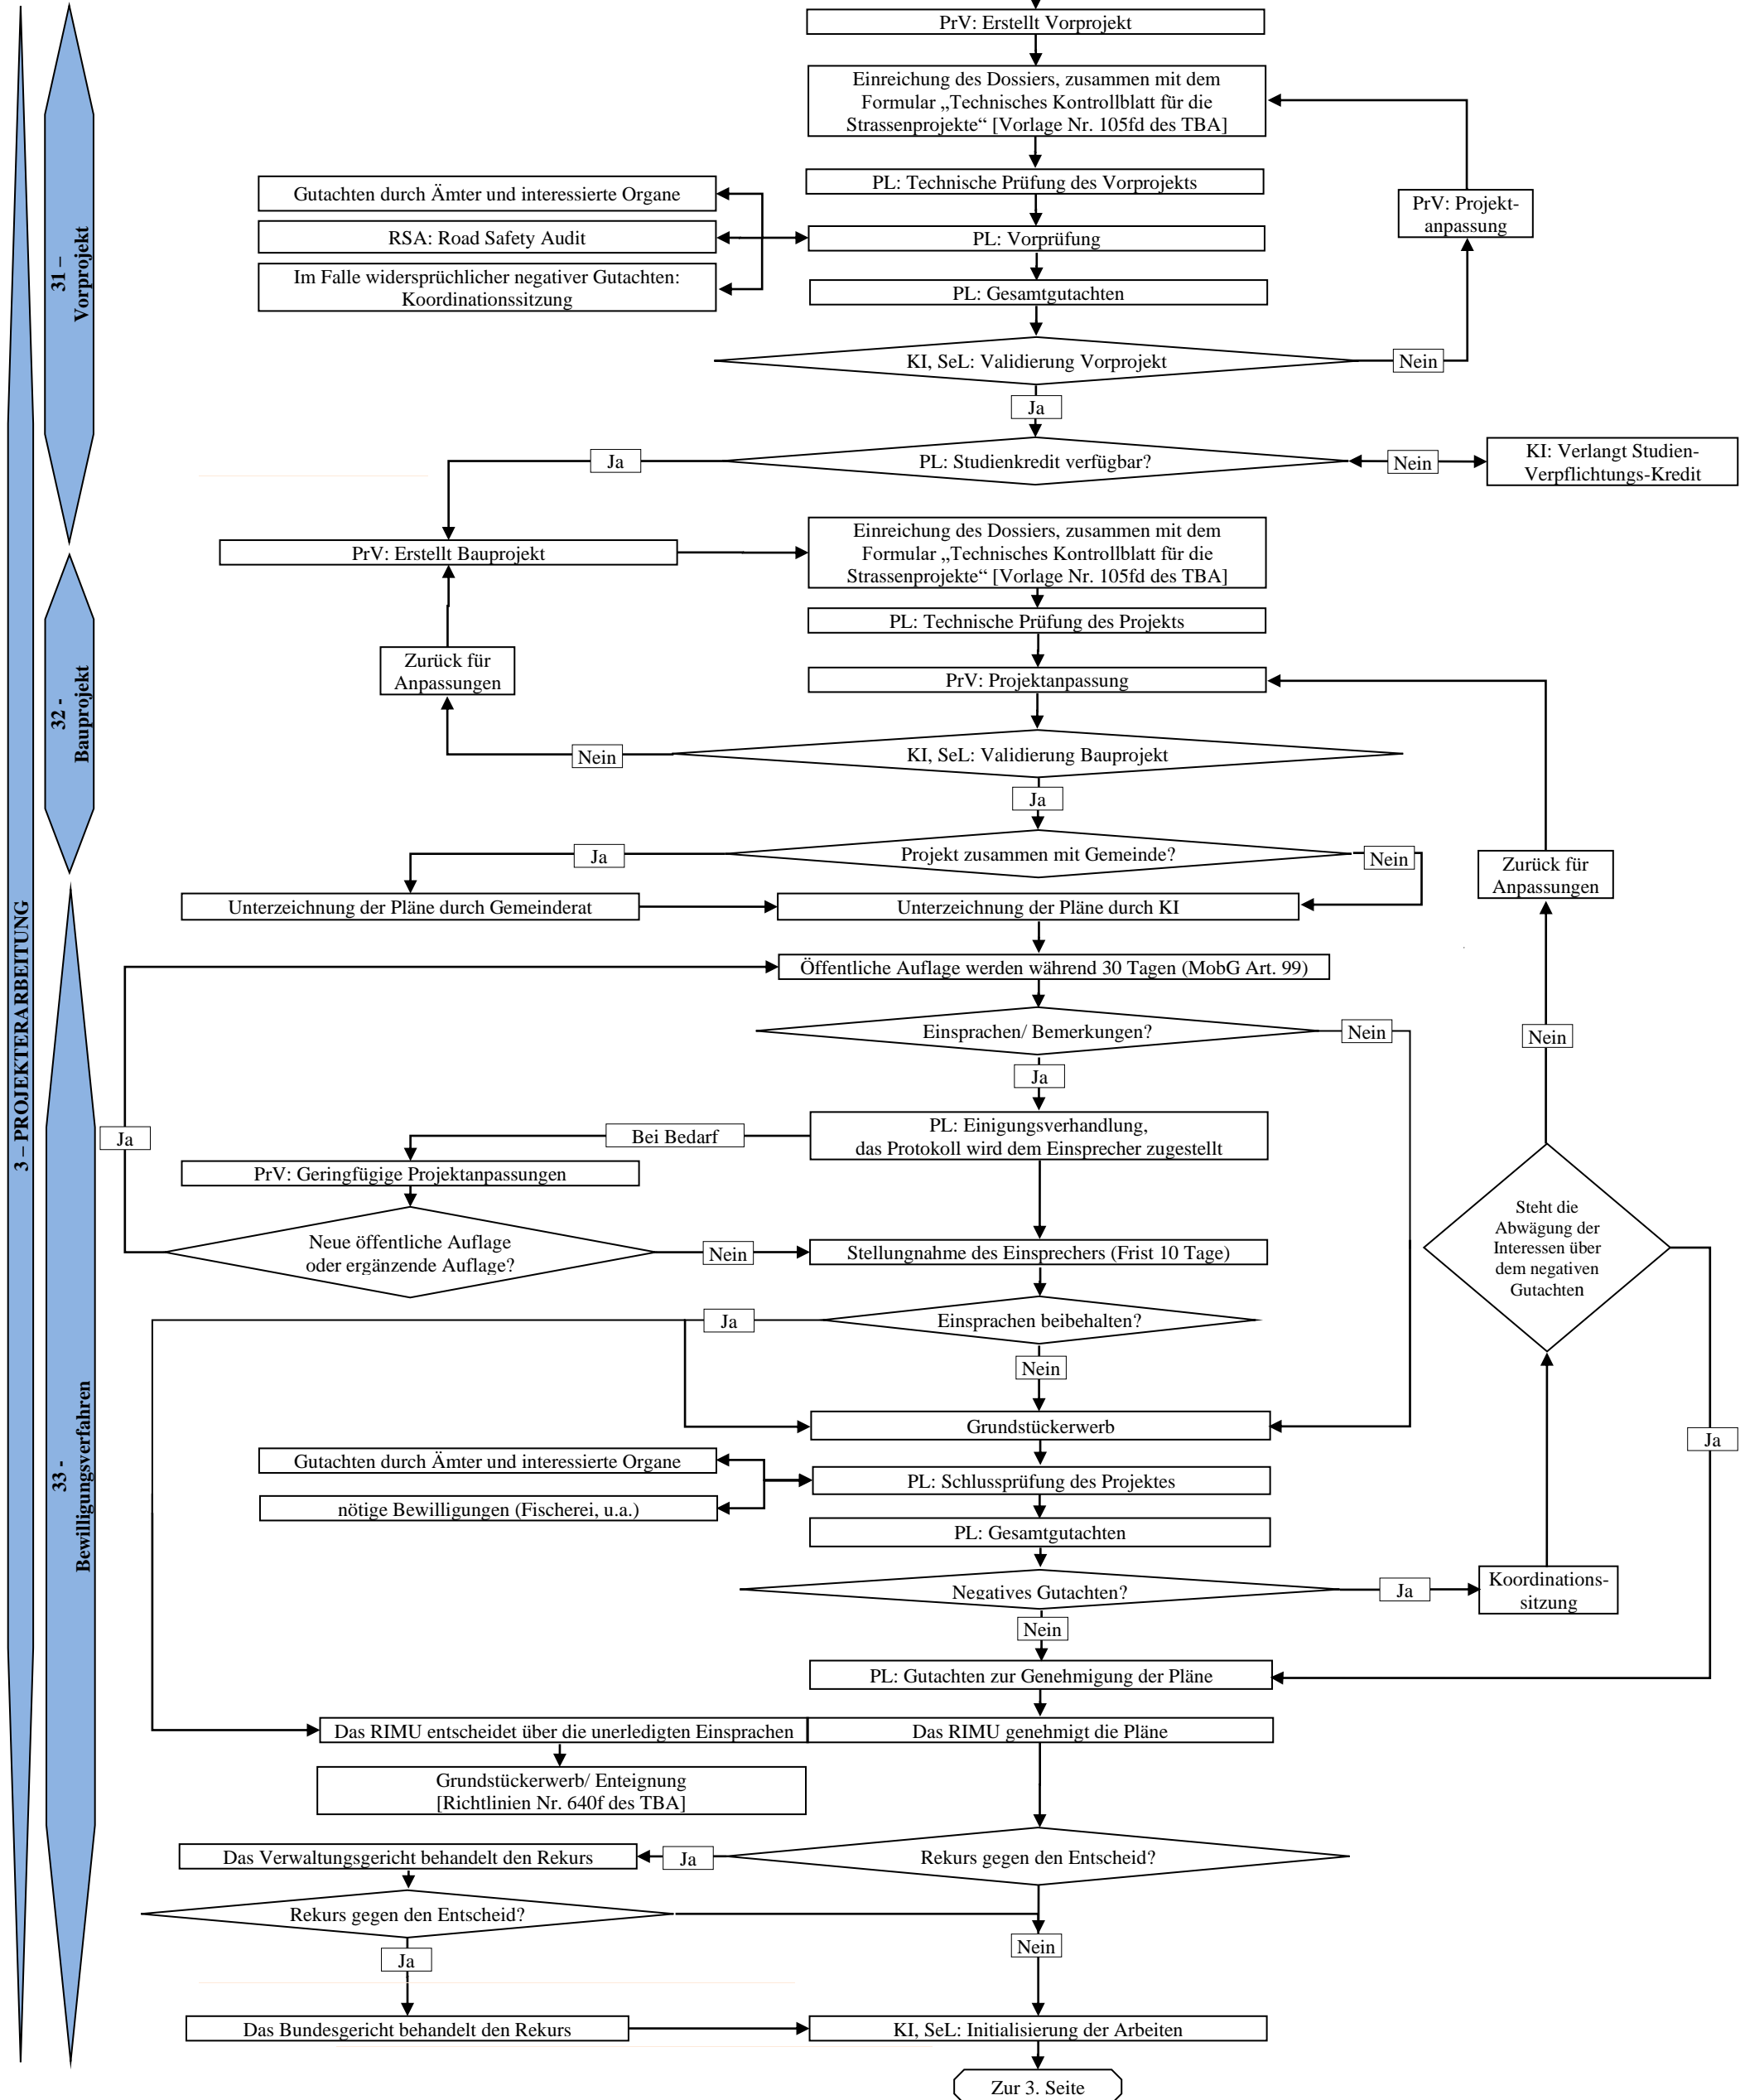 3 – PROJEKTERARBEITUNG
31 –
Vorprojekt
32 -
Bauprojekt
33 -
Bewilligungsverfahren
PrV: Erstellt Vorprojekt
Einreichung des Dossiers, zusammen mit dem
Formular „Technisches Kontrollblatt für die
Strassenprojekte“ [Vorlage Nr. 105fd des TBA]
PL: Technische Prüfung des Vorprojekts
Gutachten durch Ämter und interessierte Organe
PrV: Projekt-
anpassung
RSA: Road Safety Audit
PL: Vorprüfung
Im Falle widersprüchlicher negativer Gutachten:
Koordinationssitzung
PL: Gesamtgutachten
KI, SeL: Validierung Vorprojekt
Nein
Ja
Ja
PL: Studienkredit verfügbar?
Nein
KI: Verlangt Studien-
Verpflichtungs-Kredit
PrV: Erstellt Bauprojekt
Einreichung des Dossiers, zusammen mit dem
Formular „Technisches Kontrollblatt für die
Strassenprojekte“ [Vorlage Nr. 105fd des TBA]
PL: Technische Prüfung des Projekts
Zurück für
Anpassungen
PrV: Projektanpassung
Nein
KI, SeL: Validierung Bauprojekt
Ja
Ja
Projekt zusammen mit Gemeinde?
Nein
Zurück für
Anpassungen
Unterzeichnung der Pläne durch Gemeinderat
Unterzeichnung der Pläne durch KI
Öffentliche Auflage werden während 30 Tagen (MobG Art. 99)
Einsprachen/ Bemerkungen?
Nein
Nein
Ja
Ja
Bei Bedarf
PL: Einigungsverhandlung,
das Protokoll wird dem Einsprecher zugestellt
PrV: Geringfügige Projektanpassungen
Neue öffentliche Auflage
oder ergänzende Auflage?
Nein
Stellungnahme des Einsprechers (Frist 10 Tage)
Steht die
Abwägung der
Interessen über
dem negativen
Gutachten
Ja
Einsprachen beibehalten?
Nein
Grundstückerwerb
Ja
Gutachten durch Ämter und interessierte Organe
PL: Schlussprüfung des Projektes
nötige Bewilligungen (Fischerei, u.a.)
PL: Gesamtgutachten
Negatives Gutachten?
Ja
Koordinations-
sitzung
Nein
PL: Gutachten zur Genehmigung der Pläne
Das RIMU entscheidet über die unerledigten Einsprachen
Das RIMU genehmigt die Pläne
Grundstückerwerb/ Enteignung
[Richtlinien Nr. 640f des TBA]
Das Verwaltungsgericht behandelt den Rekurs
Ja
Rekurs gegen den Entscheid?
Rekurs gegen den Entscheid?
Nein
Ja
Das Bundesgericht behandelt den Rekurs
KI, SeL: Initialisierung der Arbeiten
Zur 3. Seite